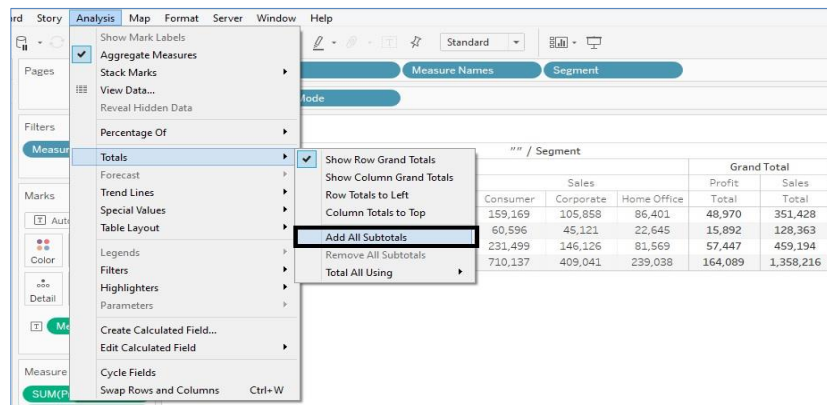 rd Story Analysis Map Format Server Window Help
Show Mark Labels
Aggregate Measures
Stack Marks
View Data...
Reveal Hidden Data
Percentage Of
Totals
Forecast
Trend Lines
Special Values
Table Layout
Legends
Filters
Highlighters
Parameters
Create Calculated Field...
Edit Calculated Field
Cycle Fields
Swap Rows and Columns Ctrl+W
Show Row Grand Totals
Show Column Grand Totals
Row Totals to Left
Column Totals to Top
Add All Subtotals
Remove All Subtotals
Total All Using
Standard
Pages
Measure Names Segment
Mode
Filters
Measur
Marks
T Aut
Color
Detail
T Me
Measure
SUM(P
"" / Segment
Grand Total
Sales Profit Sales
Consumer Corporate Home Office Total Total
159,169 105,858 86,401 48,970 351,428
60,596 45,121 22,645 15,892 128,363
231,499 146,126 81,569 57,447 459,194
710,137 409,041 239,038 164,089 1,358,216